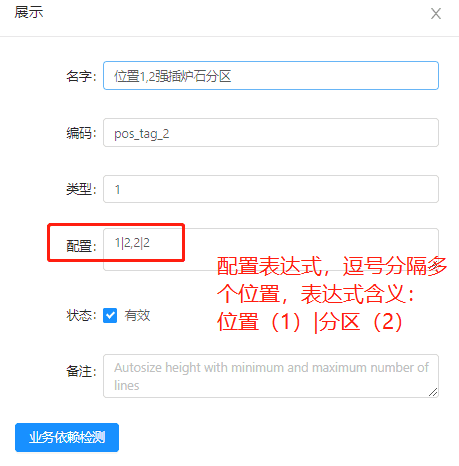 展示
名字: 位置1,2强插炉石分区
编码: pos_tag_2
类型: 1
配置: 1|2,2|2
配置表达式，逗号分隔多
个位置，表达式含义：
位置（1）|分区（2）
状态: 有效
备注: Autosize height with minimum and maximum number of
lines
业务依赖检测